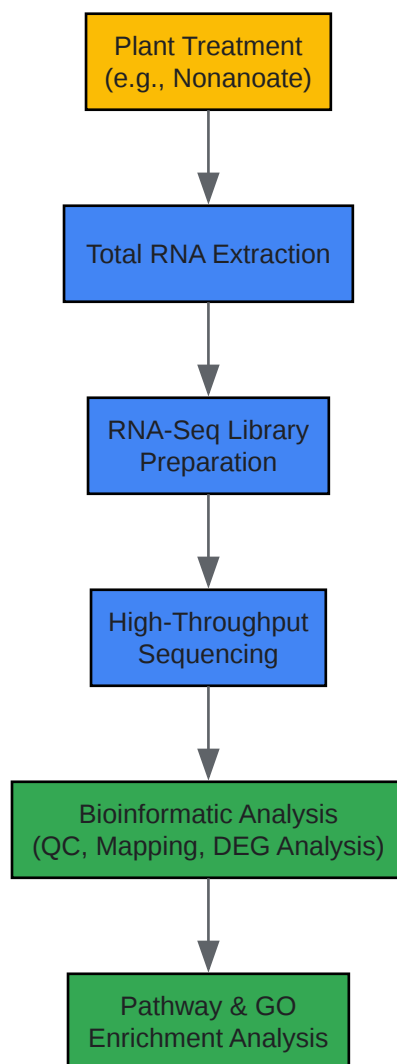 Plant Treatment
(e.g., Nonanoate)
Total RNA Extraction
RNA-Seq Library
Preparation
High-Throughput
Sequencing
Bioinformatic Analysis
(QC, Mapping, DEG Analysis)
Pathway & GO
Enrichment Analysis